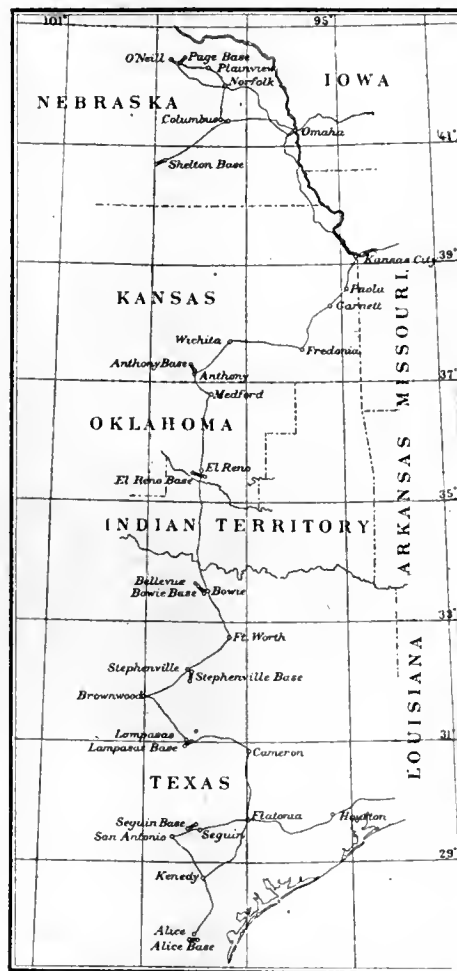 101° 95°
O'Neill Page Base
Plainview
Norfolk
IOWA
NEBRASKA
Columbus
Omaha
41°
Shelton Base
39°
Kansas City
Paolu
KANSAS
Garnett
Wichita
Fredonia
Anthony Base
Anthony
37°
Medford
MISSOURI
OKLAHOMA
El Reno
El Reno Base
35°
ARKANSAS
INDIAN TERRITORY
Bellevue
Bowie Base Bowie
33°
Ft. Worth
Stephenville
Stephenville Base
Brownwood
LOUISIANA
Lampasas
31°
Lampasas Base
Cameron
TEXAS
Seguin Base
Flatonia
Houston
San Antonio
Seguin
29°
Kenedy
Alice
Alice Base